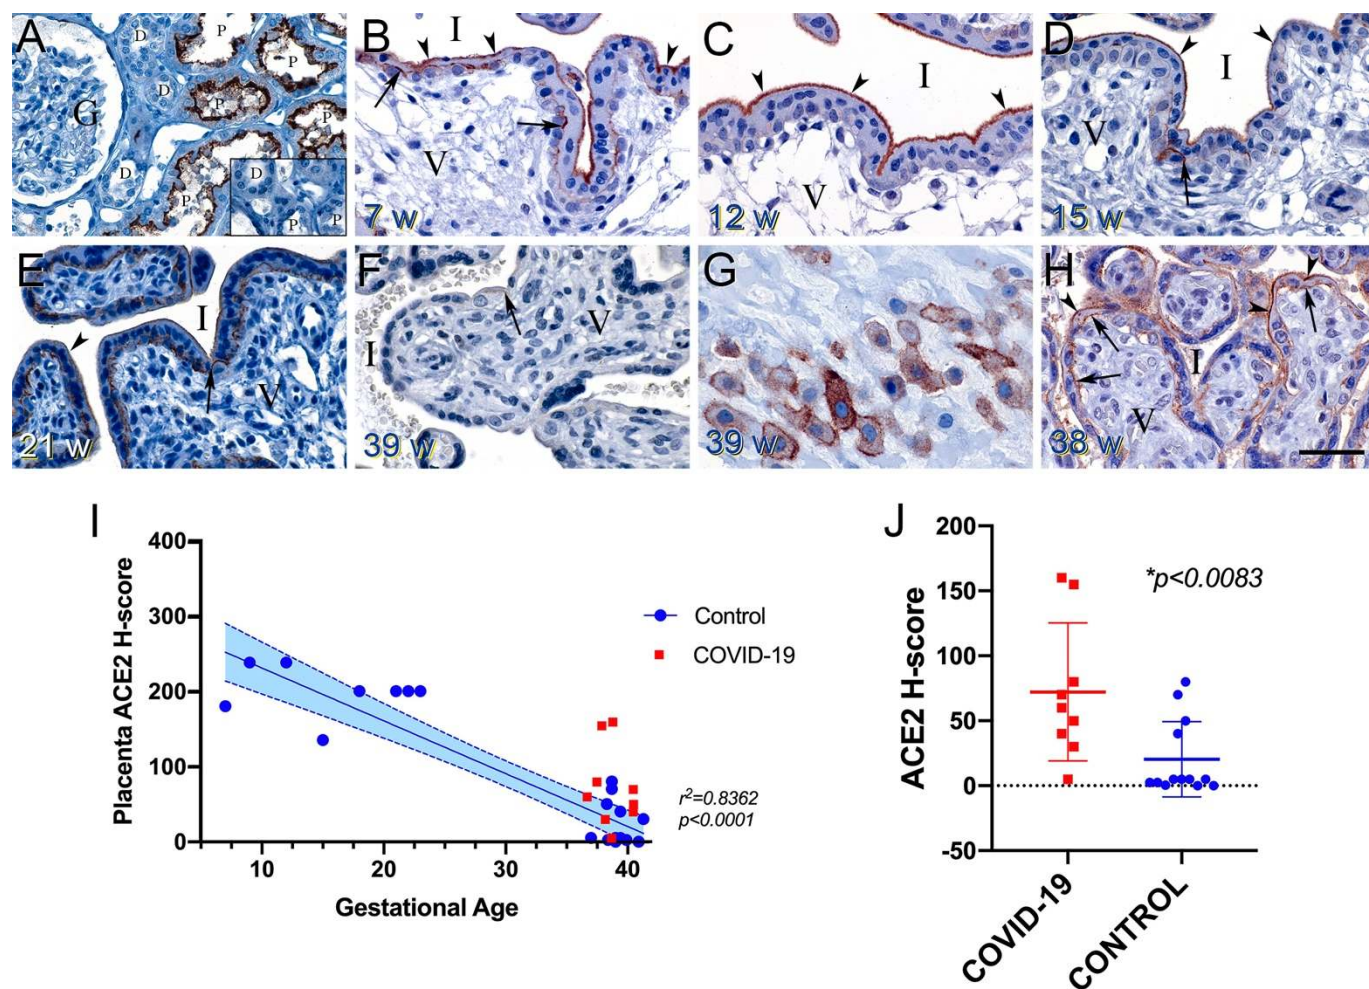 A
G
D
D
D
P
P
P
P
P
P
D
P
P
B
I
V
7 w
C
I
V
12 w
D
I
V
15 w
E
I
V
21 w
F
I
V
39 w
G
39 w
H
I
V
38 w
I
Placenta ACE2 H-score
400
300
200
100
0
10
20
30
40
Gestational Age
Control
COVID-19
r²=0.8362
p<0.0001
J
ACE2 H-score
200
150
100
50
0
-50
*p<0.0083
COVID-19
CONTROL